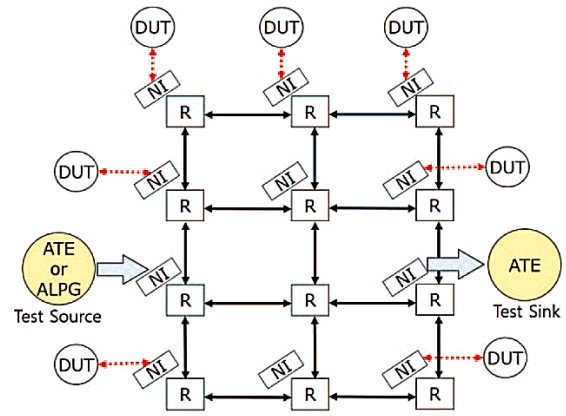 DUT DUT DUT
NI NI NI
R R R
DUT NI NI NI DUT
R R R
ATE
or
ALPG
NI NI ATE
Test Source R R R Test Sink
DUT NI NI NI DUT
R R R